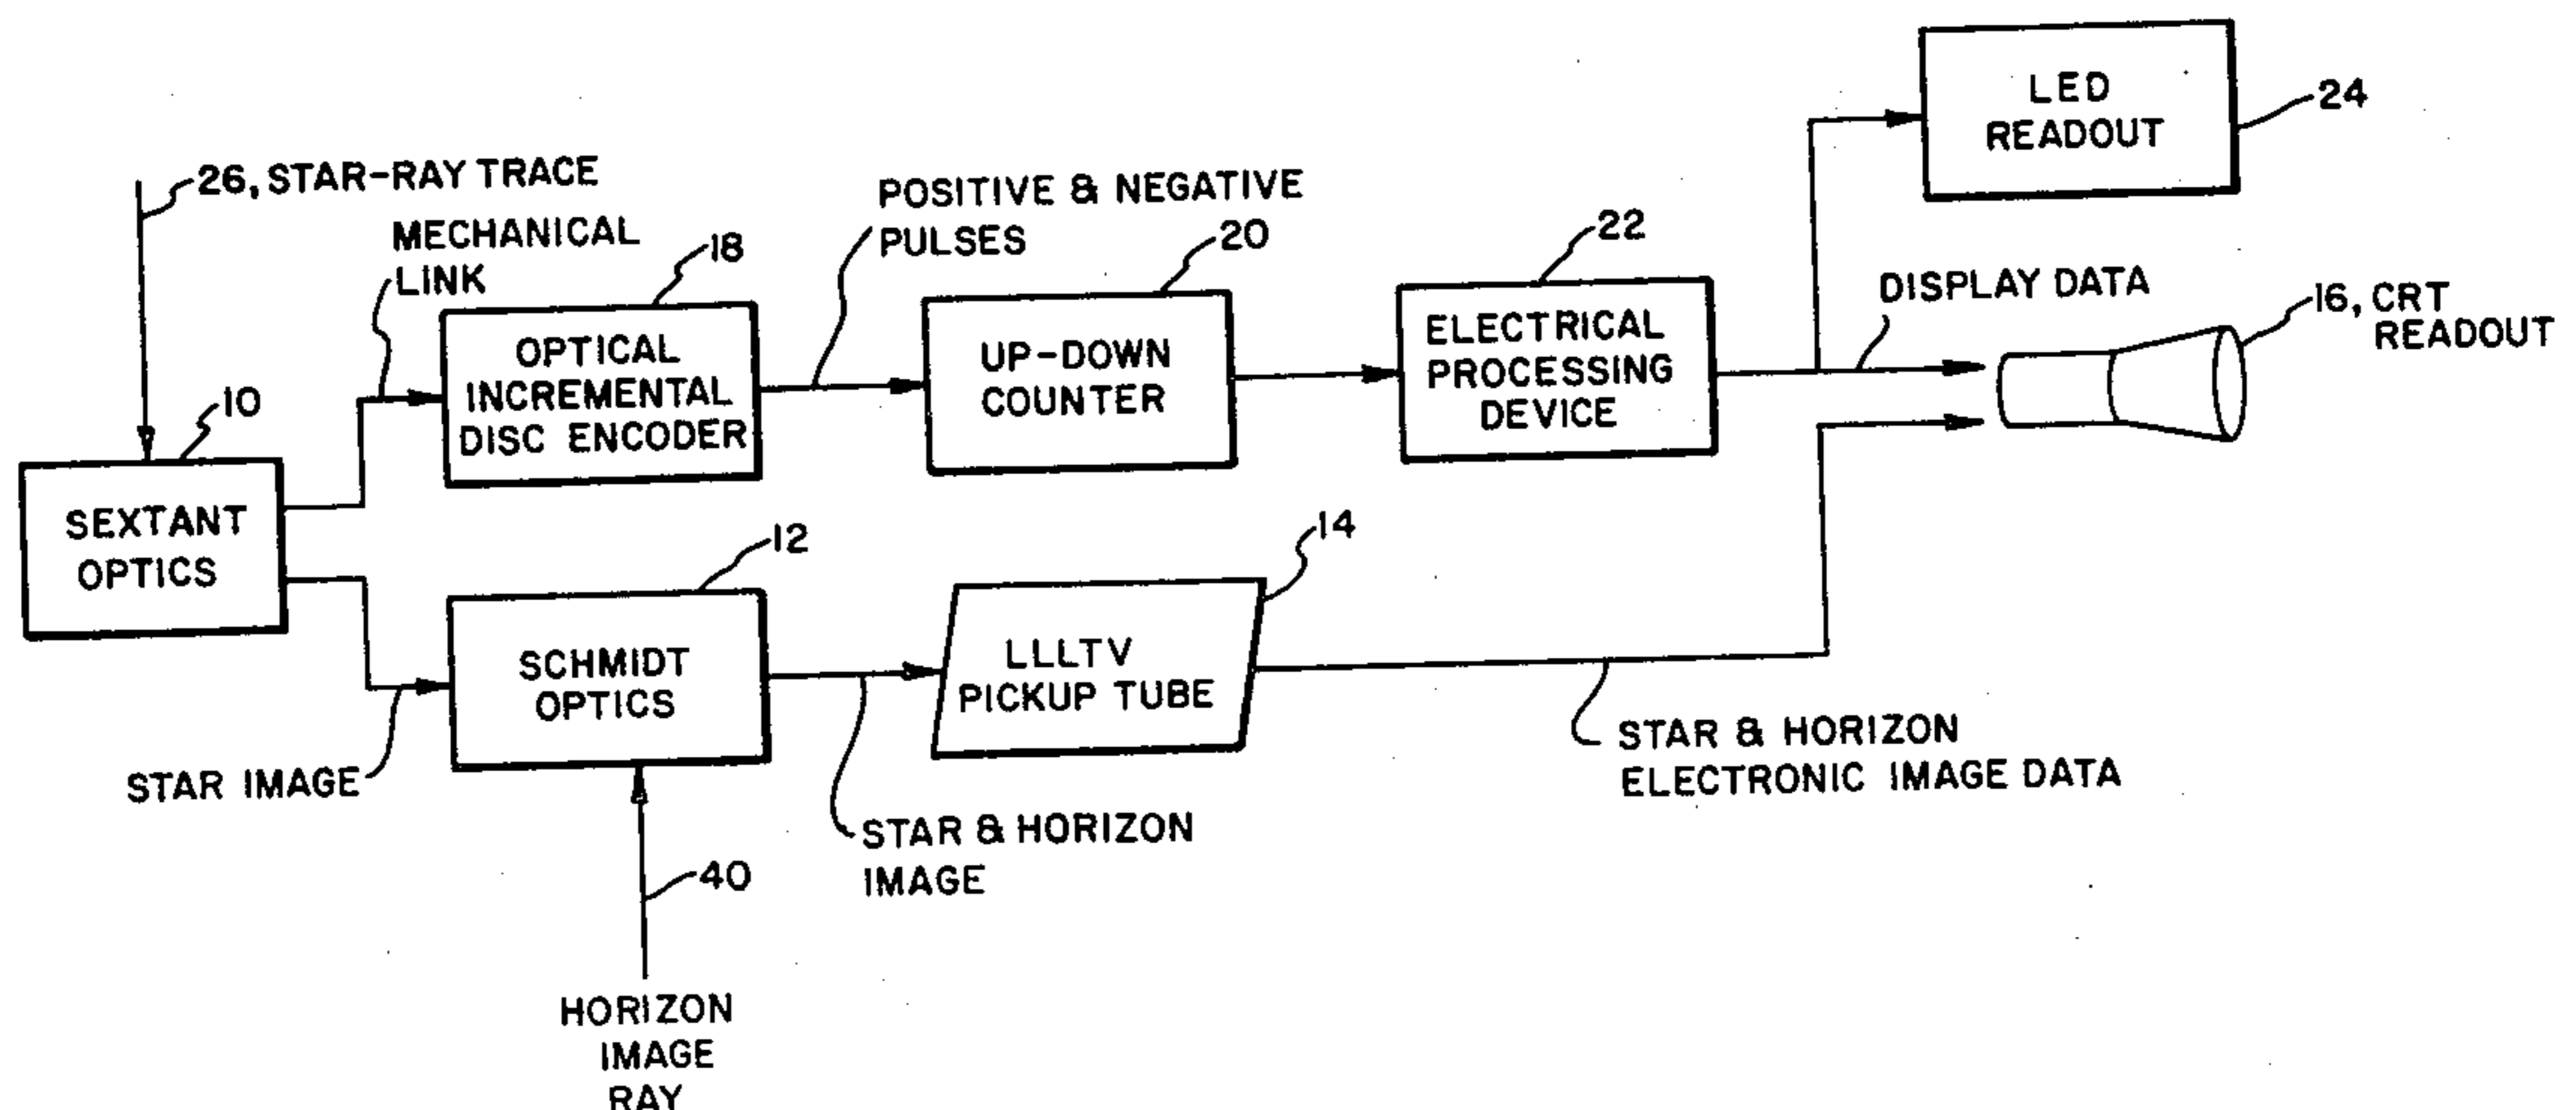 LED
READOUT
24
26, STAR-RAY TRACE
MECHANICAL
LINK
18
POSITIVE & NEGATIVE
PULSES
20
22
DISPLAY DATA
16, CRT
READOUT
10
OPTICAL
INCREMENTAL
DISC ENCODER
UP-DOWN
COUNTER
ELECTRICAL
PROCESSING
DEVICE
SEXTANT
OPTICS
12
14
SCHMIDT
OPTICS
LLLTV
PICKUP TUBE
STAR IMAGE
STAR & HORIZON
IMAGE
STAR & HORIZON
ELECTRONIC IMAGE DATA
40
HORIZON
IMAGE
RAY